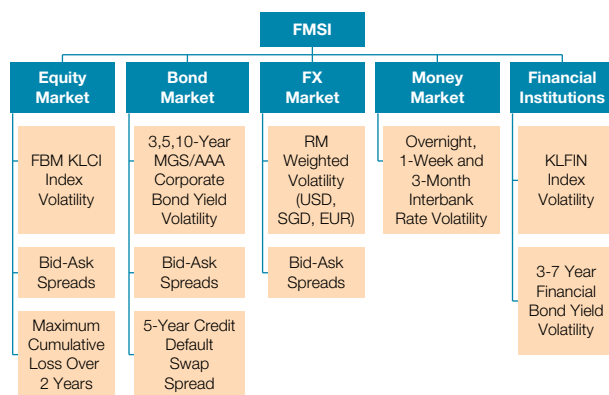 FMSI
Equity
Market
Bond
Market
FX
Market
Money
Market
Financial
Institutions
FBM KLCI
Index
Volatility
3,5,10-Year
MGS/AAA
Corporate
Bond Yield
Volatility
RM
Weighted
Volatility
(USD,
SGD, EUR)
Overnight,
1-Week and
3-Month
Interbank
Rate Volatility
KLFIN
Index
Volatility
Bid-Ask
Spreads
Bid-Ask
Spreads
Bid-Ask
Spreads
3-7 Year
Financial
Bond Yield
Volatility
Maximum
Cumulative
Loss Over
2 Years
5-Year Credit
Default
Swap
Spread